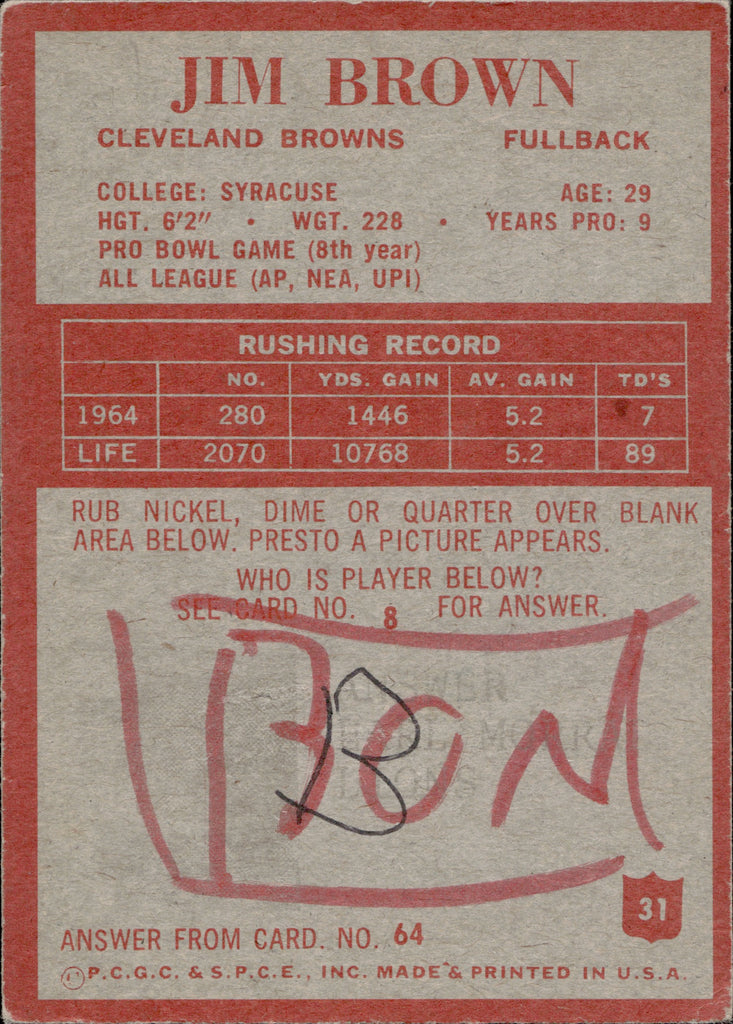 JIM BROWN
CLEVELAND BROWNS FULLBACK
COLLEGE: SYRACUSE AGE: 29
HGT. 6'2" • WGT. 228 • YEARS PRO: 9
PRO BOWL GAME (8th year)
ALL LEAGUE (AP, NEA, UPI)
RUSHING RECORD
NO. YDS. GAIN AV. GAIN TD'S
1964 280 1446 5.2 7
LIFE 2070 10768 5.2 89
RUB NICKEL, DIME OR QUARTER OVER BLANK
AREA BELOW. PRESTO A PICTURE APPEARS.
WHO IS PLAYER BELOW?
SEE CARD NO. 8 FOR ANSWER.
ANSWER
LIONS
31
ANSWER FROM CARD. NO. 64
P.C.G.C. & S.P.C.E., INC. MADE & PRINTED IN U.S.A.